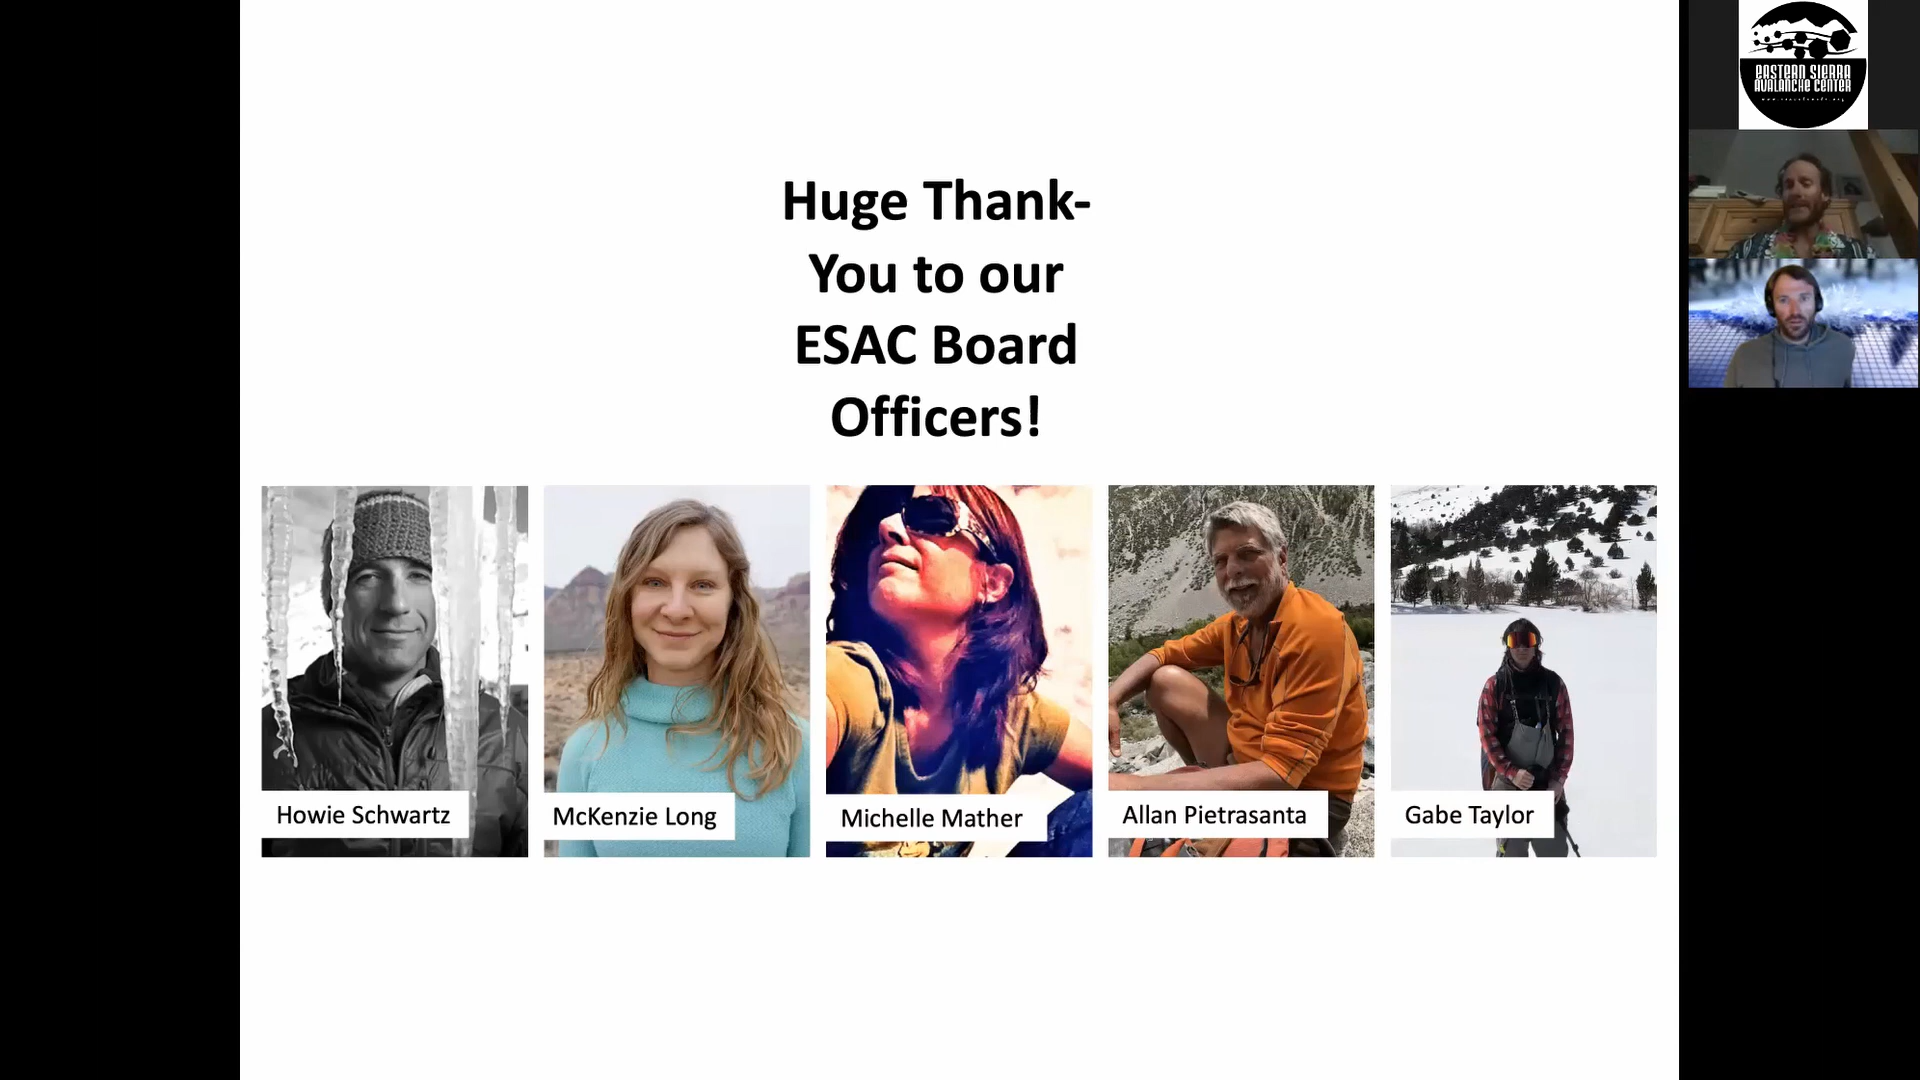 Huge Thank-
You to our
ESAC Board
Officers!
Howie Schwartz
McKenzie Long
Michelle Mather
Allan Pietrasanta
Gabe Taylor
EASTERN SIERRA
AVALANCHE CENTER